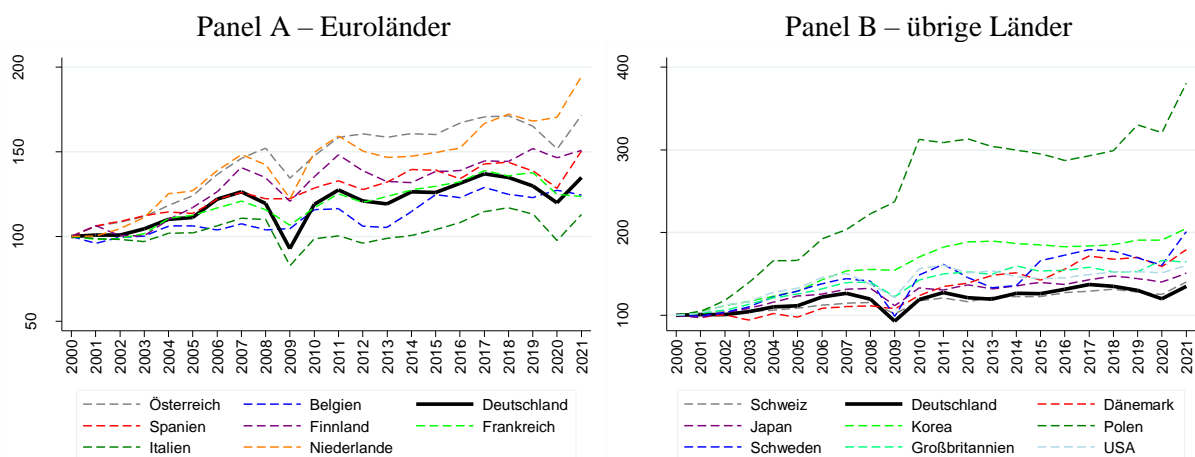 Panel A – Euroländer
200
150
100
50
2000 2001 2002 2003 2004 2005 2006 2007 2008 2009 2010 2011 2012 2013 2014 2015 2016 2017 2018 2019 2020 2021
Österreich Belgien Deutschland
Spanien Finnland Frankreich
Italien Niederlande
Panel B – übrige Länder
400
300
200
100
2000 2001 2002 2003 2004 2005 2006 2007 2008 2009 2010 2011 2012 2013 2014 2015 2016 2017 2018 2019 2020 2021
Schweiz Deutschland Dänemark
Japan Korea Polen
Schweden Großbritannien USA